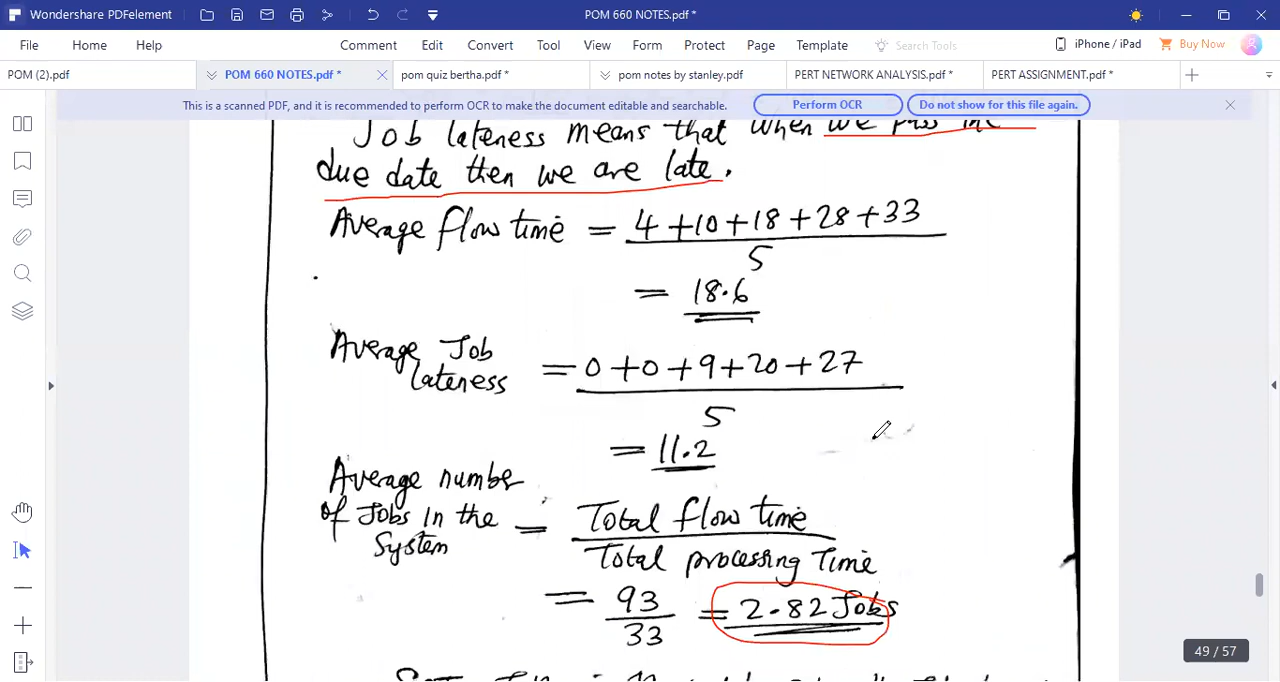 Wondershare PDFelement
POM 660 NOTES.pdf *
File Home Help Comment Edit Convert Tool View Form Protect Page Template Search Tools iPhone / iPad Buy Now
POM (2).pdf POM 660 NOTES.pdf * pom quiz bertha.pdf * pom notes by stanley.pdf PERT NETWORK ANALYSIS.pdf * PERT ASSIGNMENT.pdf *
This is a scanned PDF, and it is recommended to perform OCR to make the document editable and searchable. Perform OCR Do not show for this file again.
Job lateness means that when we pass the
due date then we are late.
Average flow time = 4 +10 +18 +28 +33
5
= 18.6
Average Job
lateness = 0 +0 +9 +20 +27
5
= 11.2
Average number
of Jobs in the
System = Total flow time
Total processing Time
= 93
33
= 2.82 Jobs
49 / 57